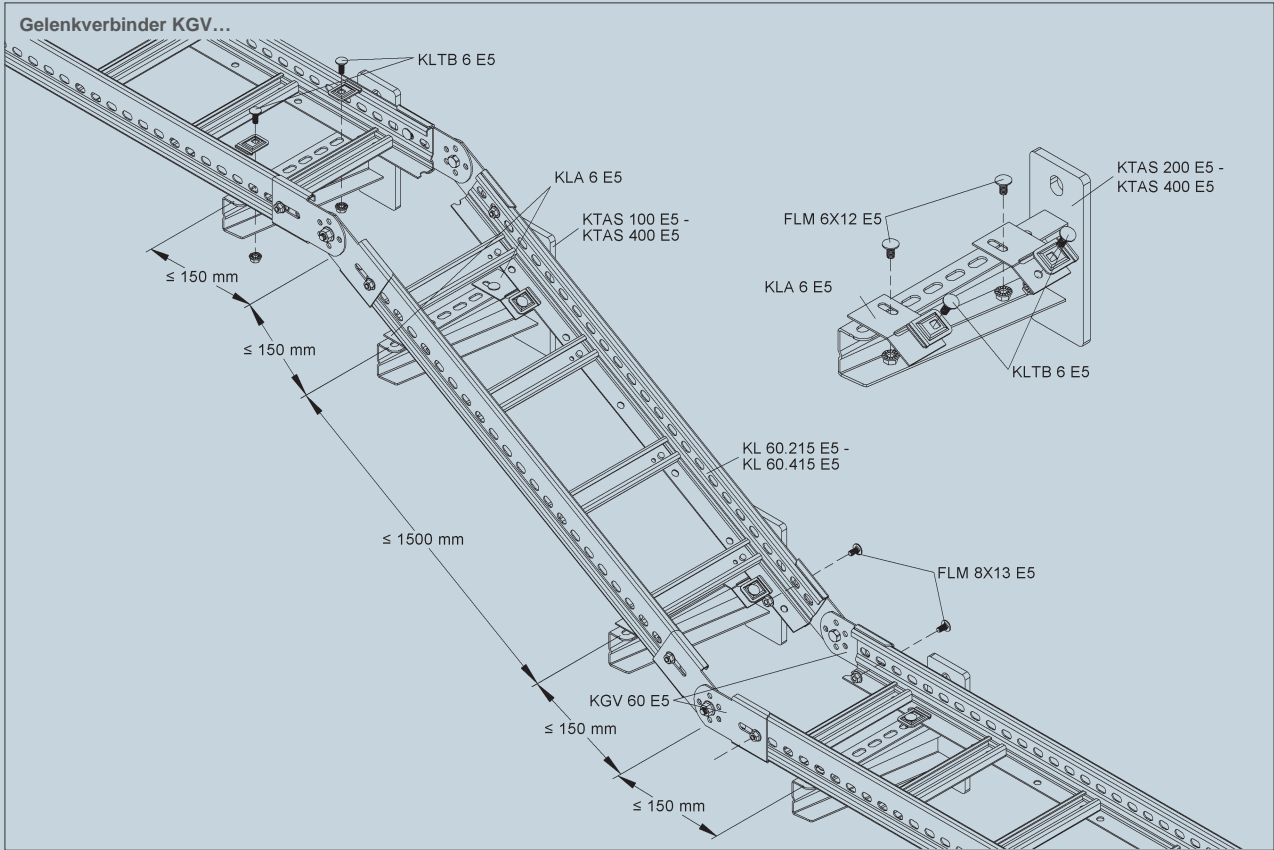 Gelenkverbinder KGV...
KLTB 6 E5
KLA 6 E5
KTAS 100 E5 -
KTAS 400 E5
FLM 6X12 E5
KTAS 200 E5 -
KTAS 400 E5
KLA 6 E5
KLTB 6 E5
≤ 150 mm
≤ 150 mm
KL 60.215 E5 -
KL 60.415 E5
≤ 1500 mm
FLM 8X13 E5
KGV 60 E5
≤ 150 mm
≤ 150 mm